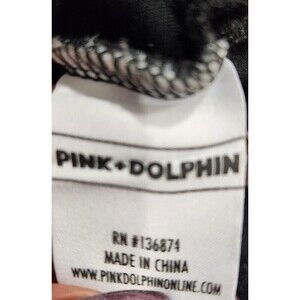 PINK+DOLPHIN
RN #136874
MADE IN CHINA
WWW.PINKDOLPHINONLINE.COM